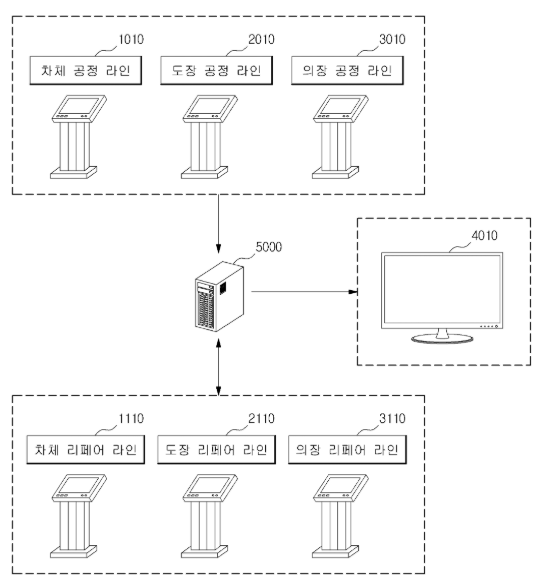 1010 2010 3010
차체 공정 라인 도장 공정 라인 의장 공정 라인
5000
4010
1110 2110 3110
차체 리페어 라인 도장 리페어 라인 의장 리페어 라인